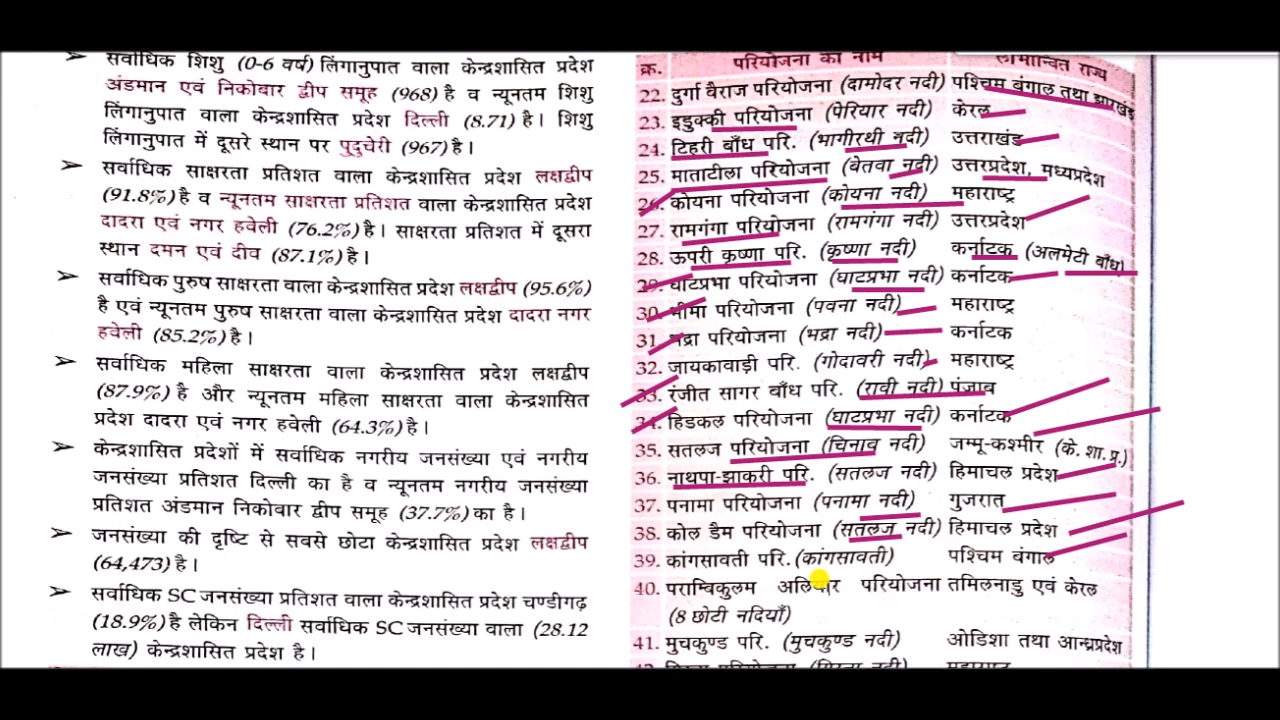 सर्वाधिक शिशु (0-6 वर्ष) लिंगानुपात वाला केन्द्रशासित प्रदेश
अंडमान एवं निकोबार द्वीप समूह (968) है व न्यूनतम शिशु
लिंगानुपात वाला केन्द्रशासित प्रदेश दिल्ली (8.71) है। शिशु
लिंगानुपात में दूसरे स्थान पर पुदुचेरी (967) है।
सर्वाधिक साक्षरता प्रतिशत वाला केन्द्रशासित प्रदेश लक्षद्वीप
(91.8%) है व न्यूनतम साक्षरता प्रतिशत वाला केन्द्रशासित प्रदेश
दादरा एवं नगर हवेली (76.2%) है। साक्षरता प्रतिशत में दूसरा
स्थान दमन एवं दीव (87.1%) है।
सर्वाधिक पुरुष साक्षरता वाला केन्द्रशासित प्रदेश लक्षद्वीप (95.6%)
है एवं न्यूनतम पुरुष साक्षरता वाला केन्द्रशासित प्रदेश दादरा नगर
हवेली (85.2%) है।
सर्वाधिक महिला साक्षरता वाला केन्द्रशासित प्रदेश लक्षद्वीप
(87.9%) है और न्यूनतम महिला साक्षरता वाला केन्द्रशासित
प्रदेश दादरा एवं नगर हवेली (64.3%) है।
केन्द्रशासित प्रदेशों में सर्वाधिक नगरीय जनसंख्या एवं नगरीय
जनसंख्या प्रतिशत दिल्ली का है व न्यूनतम नगरीय जनसंख्या
प्रतिशत अंडमान निकोबार द्वीप समूह (37.7%) का है।
जनसंख्या की दृष्टि से सबसे छोटा केन्द्रशासित प्रदेश लक्षद्वीप
(64,473) है।
सर्वाधिक SC जनसंख्या प्रतिशत वाला केन्द्रशासित प्रदेश चण्डीगढ़
(18.9%) है लेकिन दिल्ली सर्वाधिक SC जनसंख्या वाला (28.12
लाख) केन्द्रशासित प्रदेश है।
क्र. परियोजना का नाम लाभान्वित राज्य
22. दुर्गा बैराज परियोजना (दामोदर नदी) पश्चिम बंगाल तथा झारखंड
23. इडुक्की परियोजना (पेरियार नदी) केरल
24. टिहरी बाँध परि. (भागीरथी नदी) उत्तराखंड
25. माताटीला परियोजना (बेतवा नदी) उत्तरप्रदेश, मध्यप्रदेश
26. कोयना परियोजना (कोयना नदी) महाराष्ट्र
27. रामगंगा परियोजना (रामगंगा नदी) उत्तरप्रदेश
28. ऊपरी कृष्णा परि. (कृष्णा नदी) कर्नाटक (अलमेटी बाँध)
29. घाटप्रभा परियोजना (घाटप्रभा नदी) कर्नाटक
30. भीमा परियोजना (पवना नदी) महाराष्ट्र
31. भद्रा परियोजना (भद्रा नदी) कर्नाटक
32. जायकावाड़ी परि. (गोदावरी नदी) महाराष्ट्र
33. रंजीत सागर बाँध परि. (रावी नदी) पंजाब
34. हिडकल परियोजना (घाटप्रभा नदी) कर्नाटक
35. सतलज परियोजना (चिनाब नदी) जम्मू-कश्मीर (के. शा. प्र.)
36. नाथपा-झाकरी परि. (सतलज नदी) हिमाचल प्रदेश
37. पनामा परियोजना (पनामा नदी) गुजरात
38. कोल डैम परियोजना (सतलज नदी) हिमाचल प्रदेश
39. कांगसावती परि. (कांगसावती) पश्चिम बंगाल
40. पराम्बिकुलम अलियार परियोजना तमिलनाडु एवं केरल
(8 छोटी नदियाँ)
41. मुचकुण्ड परि. (मुचकुण्ड नदी) ओडिशा तथा आन्ध्रप्रदेश